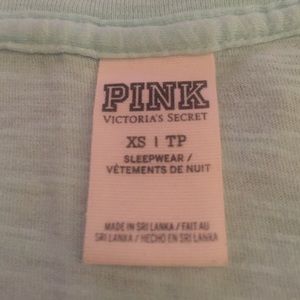 PINK
VICTORIA'S SECRET
XS | TP
SLEEPWEAR /
VÊTEMENTS DE NUIT
MADE IN SRI LANKA / FAIT AU
SRI LANKA / HECHO EN SRI LANKA